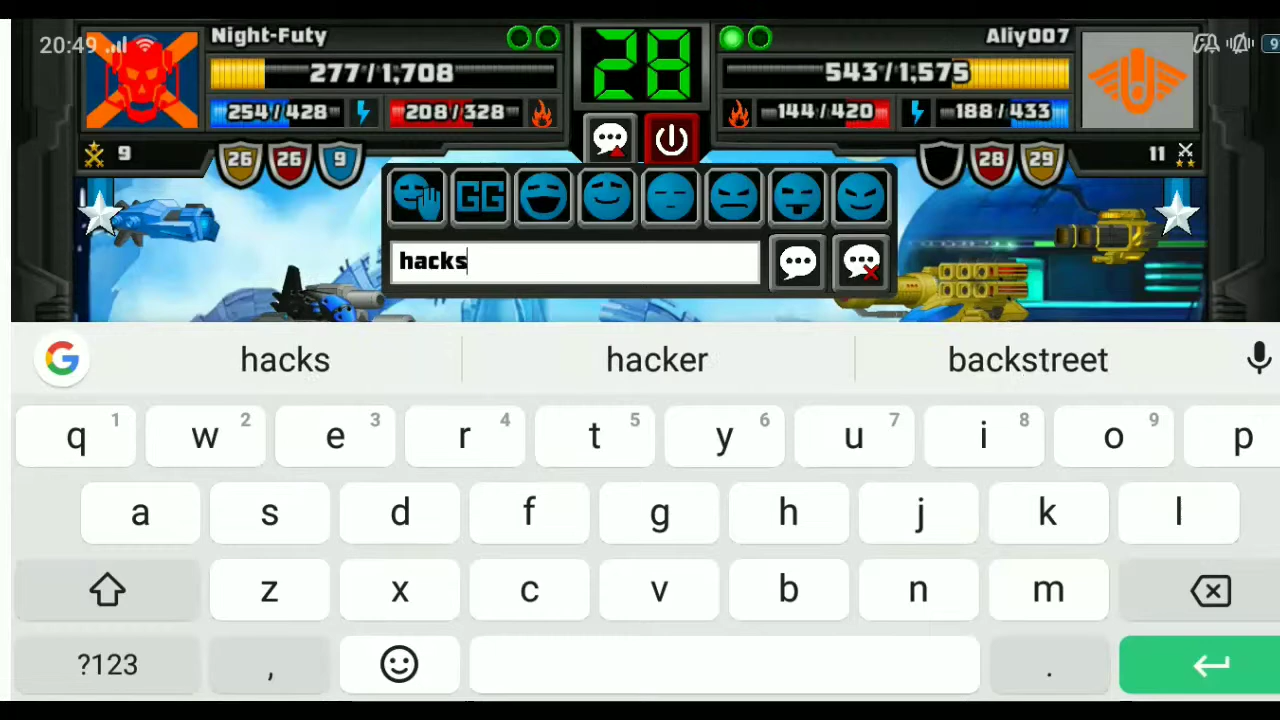 20:49
Night-Futy
277/1,708
254/428
208/328
9
26
26
9
28
Aliy007
543/1,575
144/420
188/433
28
29
11
GG
hacks
G
hacks
hacker
backstreet
q 1
w 2
e 3
r 4
t 5
y 6
u 7
i 8
o 9
p
a
s
d
f
g
h
j
k
l
z
x
c
v
b
n
m
?123
,
.